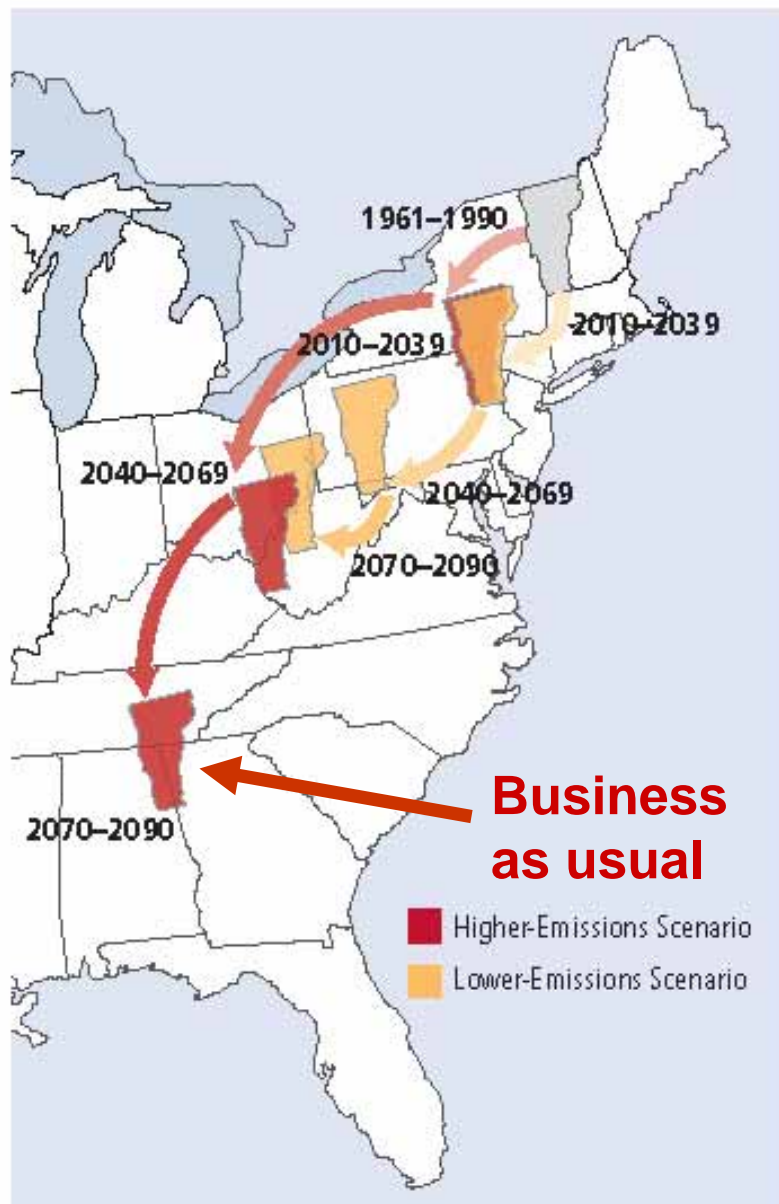 1961–1990
2010–2039
2010–2039
2040–2069
2040–2069
2070–2090
2070–2090
Business
as usual
Higher-Emissions Scenario
Lower-Emissions Scenario